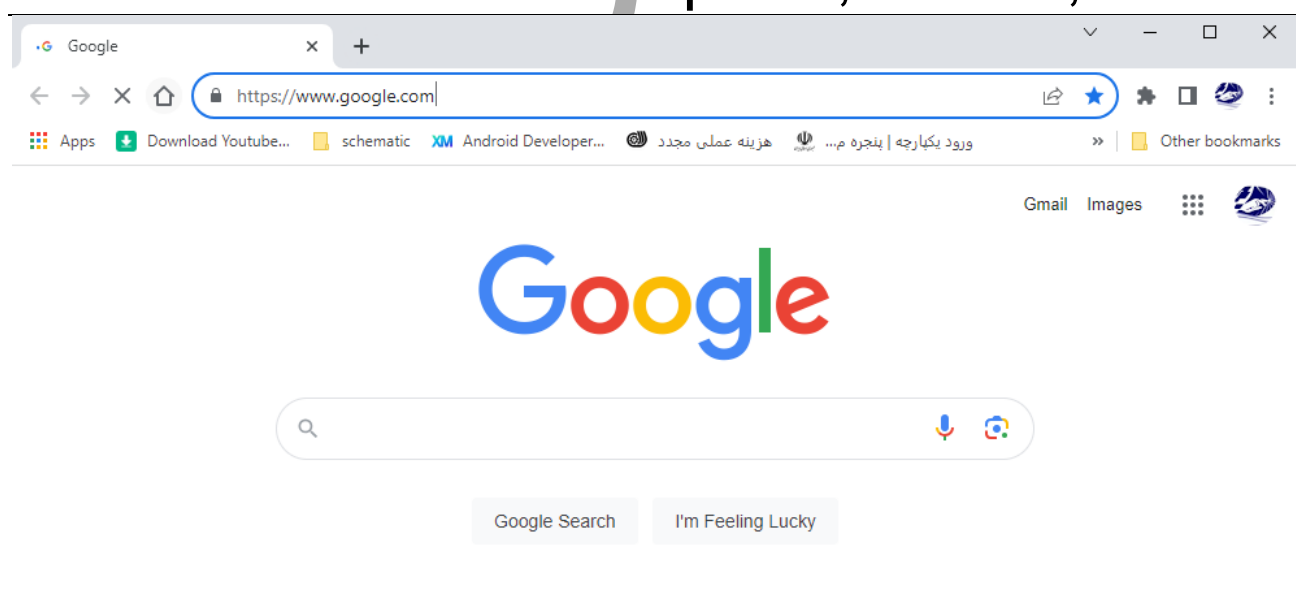 Google
https://www.google.com
Apps Download Youtube... schematic XM Android Developer... هزینه عملی مجدد ورود یکپارچه | پنجره م... » Other bookmarks
Gmail Images
Google
Google Search I'm Feeling Lucky